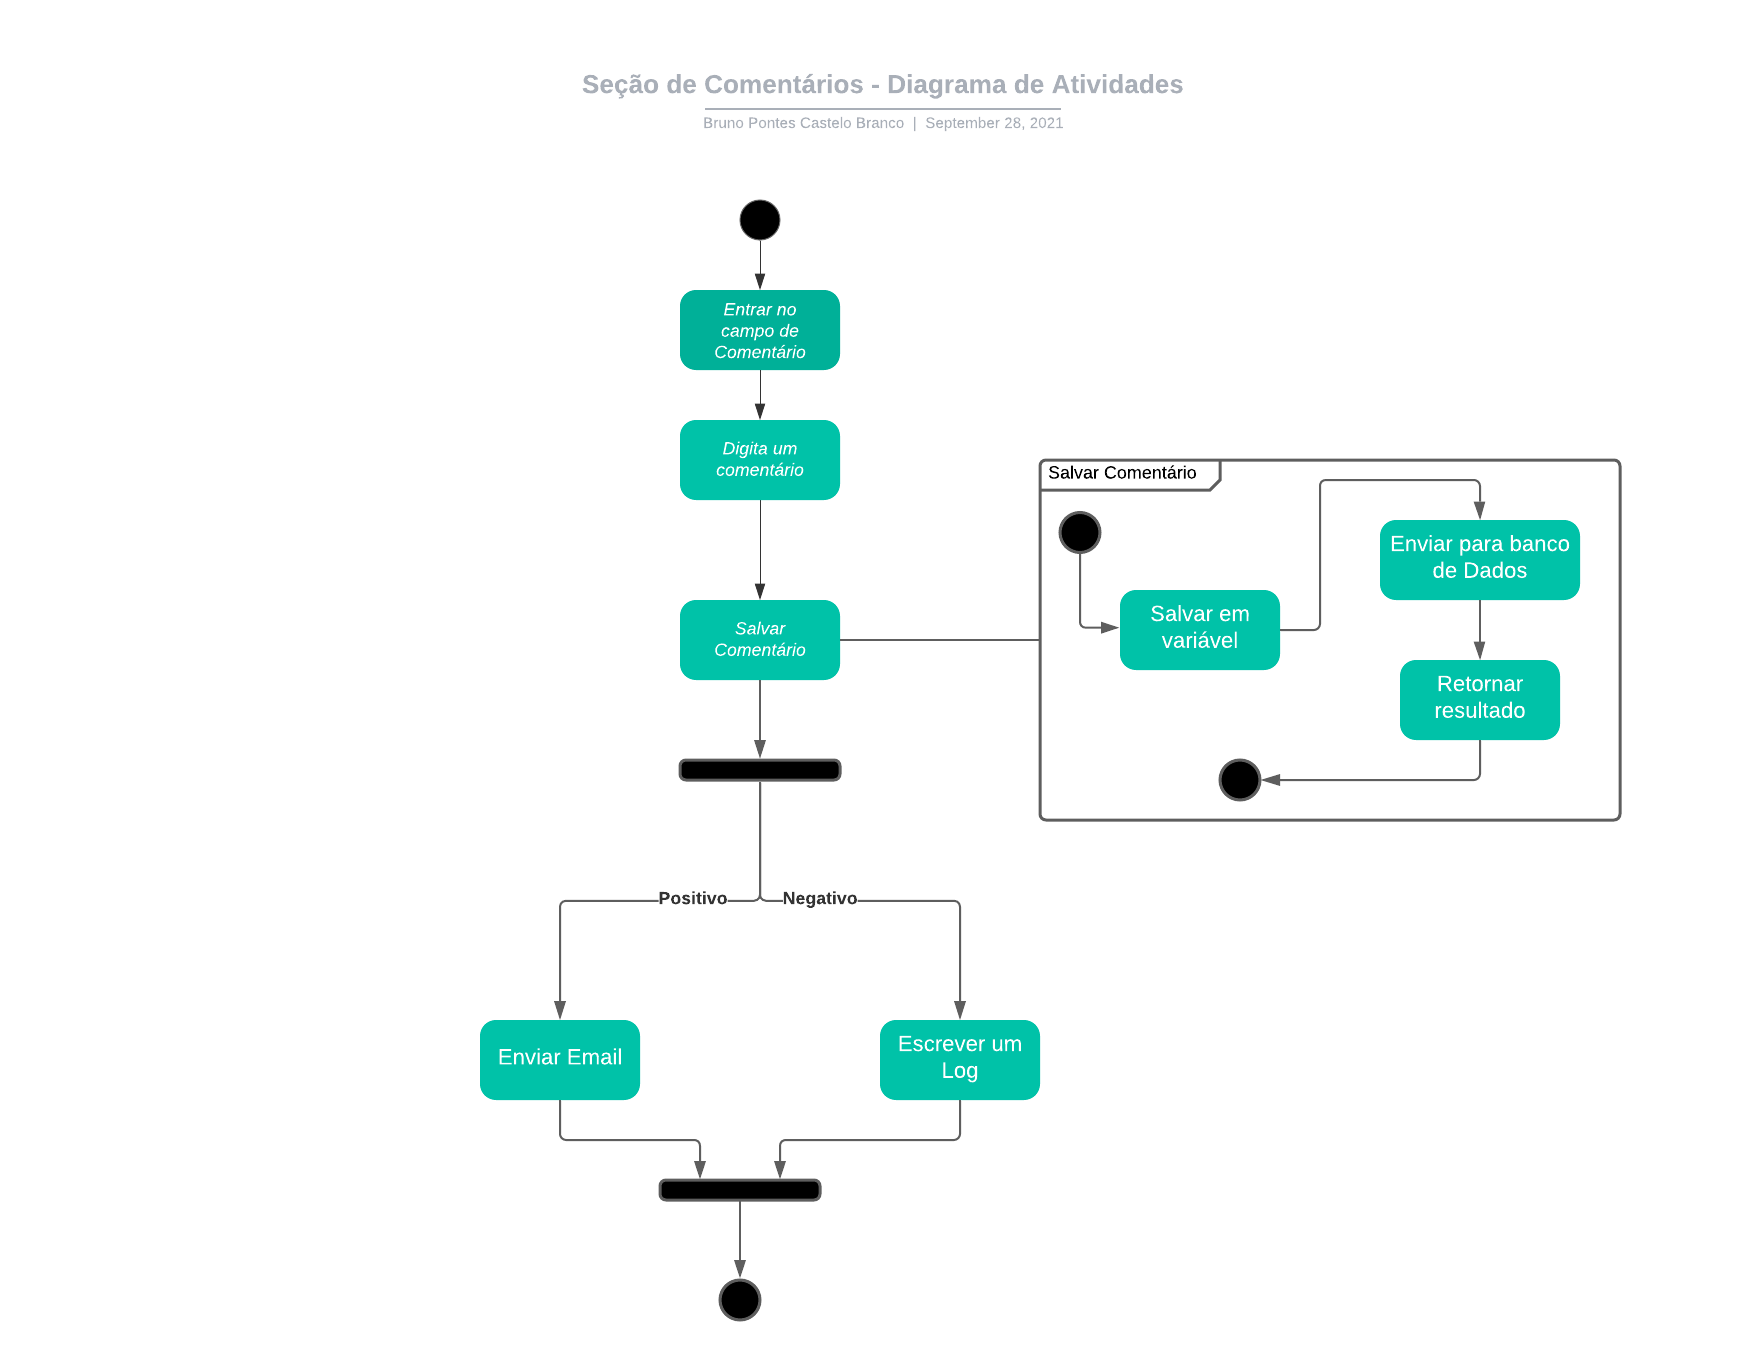 Seção de Comentários - Diagrama de Atividades
Bruno Pontes Castelo Branco | September 28, 2021
Entrar no
campo de
Comentário
Digita um
comentário
Salvar
Comentário
Salvar Comentário
Salvar em
variável
Enviar para banco
de Dados
Retornar
resultado
Positivo
Negativo
Enviar Email
Escrever um
Log